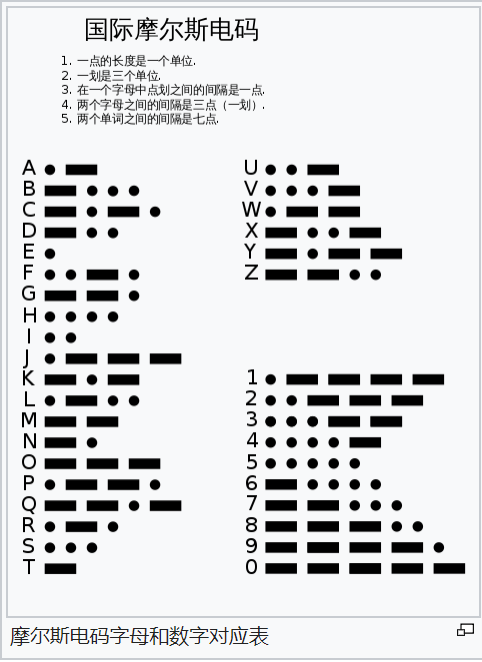 国际摩尔斯电码
1. 一点的长度是一个单位.
2. 一划是三个单位.
3. 在一个字母中点划之间的间隔是一点.
4. 两个字母之间的间隔是三点（一划）.
5. 两个单词之间的间隔是七点.
A
B
C
D
E
F
G
H
I
J
K
L
M
N
O
P
Q
R
S
T
U
V
W
X
Y
Z
1
2
3
4
5
6
7
8
9
0
摩尔斯电码字母和数字对应表